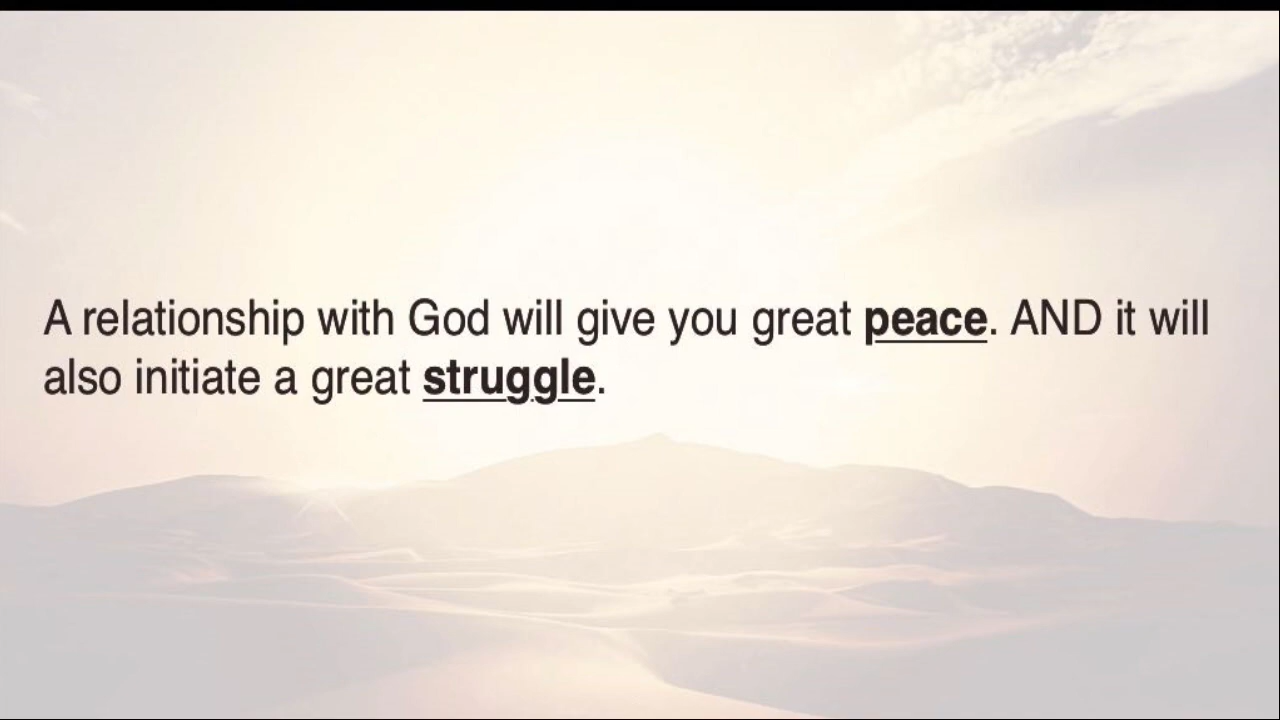 A relationship with God will give you great peace. AND it will
also initiate a great struggle.